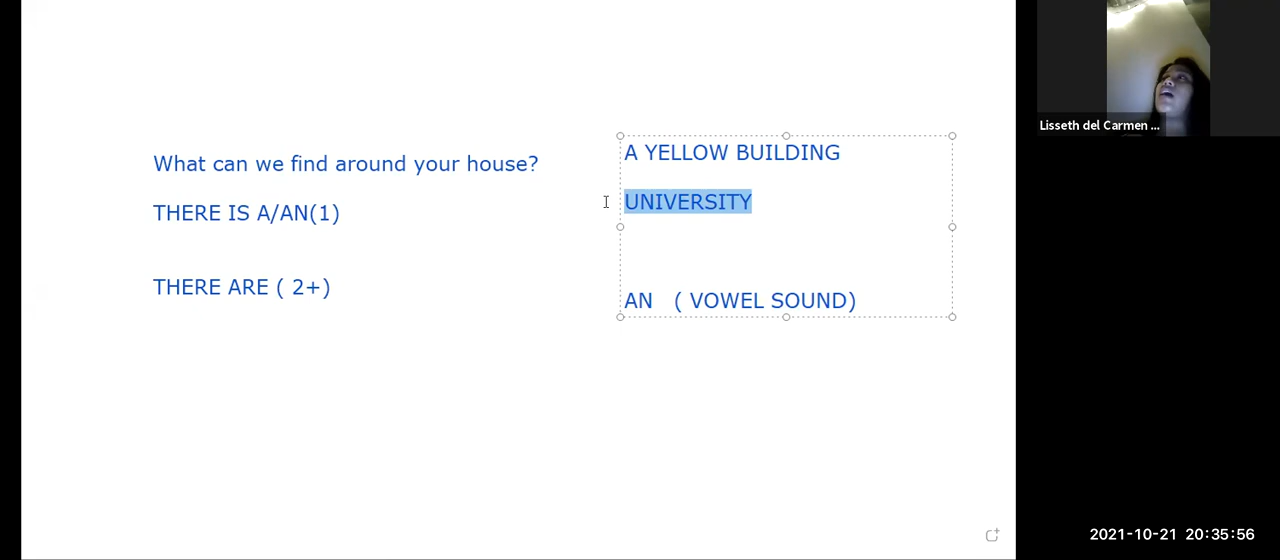 What can we find around your house?
THERE IS A/AN(1)
THERE ARE ( 2+)
A YELLOW BUILDING
UNIVERSITY
AN ( VOWEL SOUND)
Lisseth del Carmen ...
2021-10-21 20:35:56